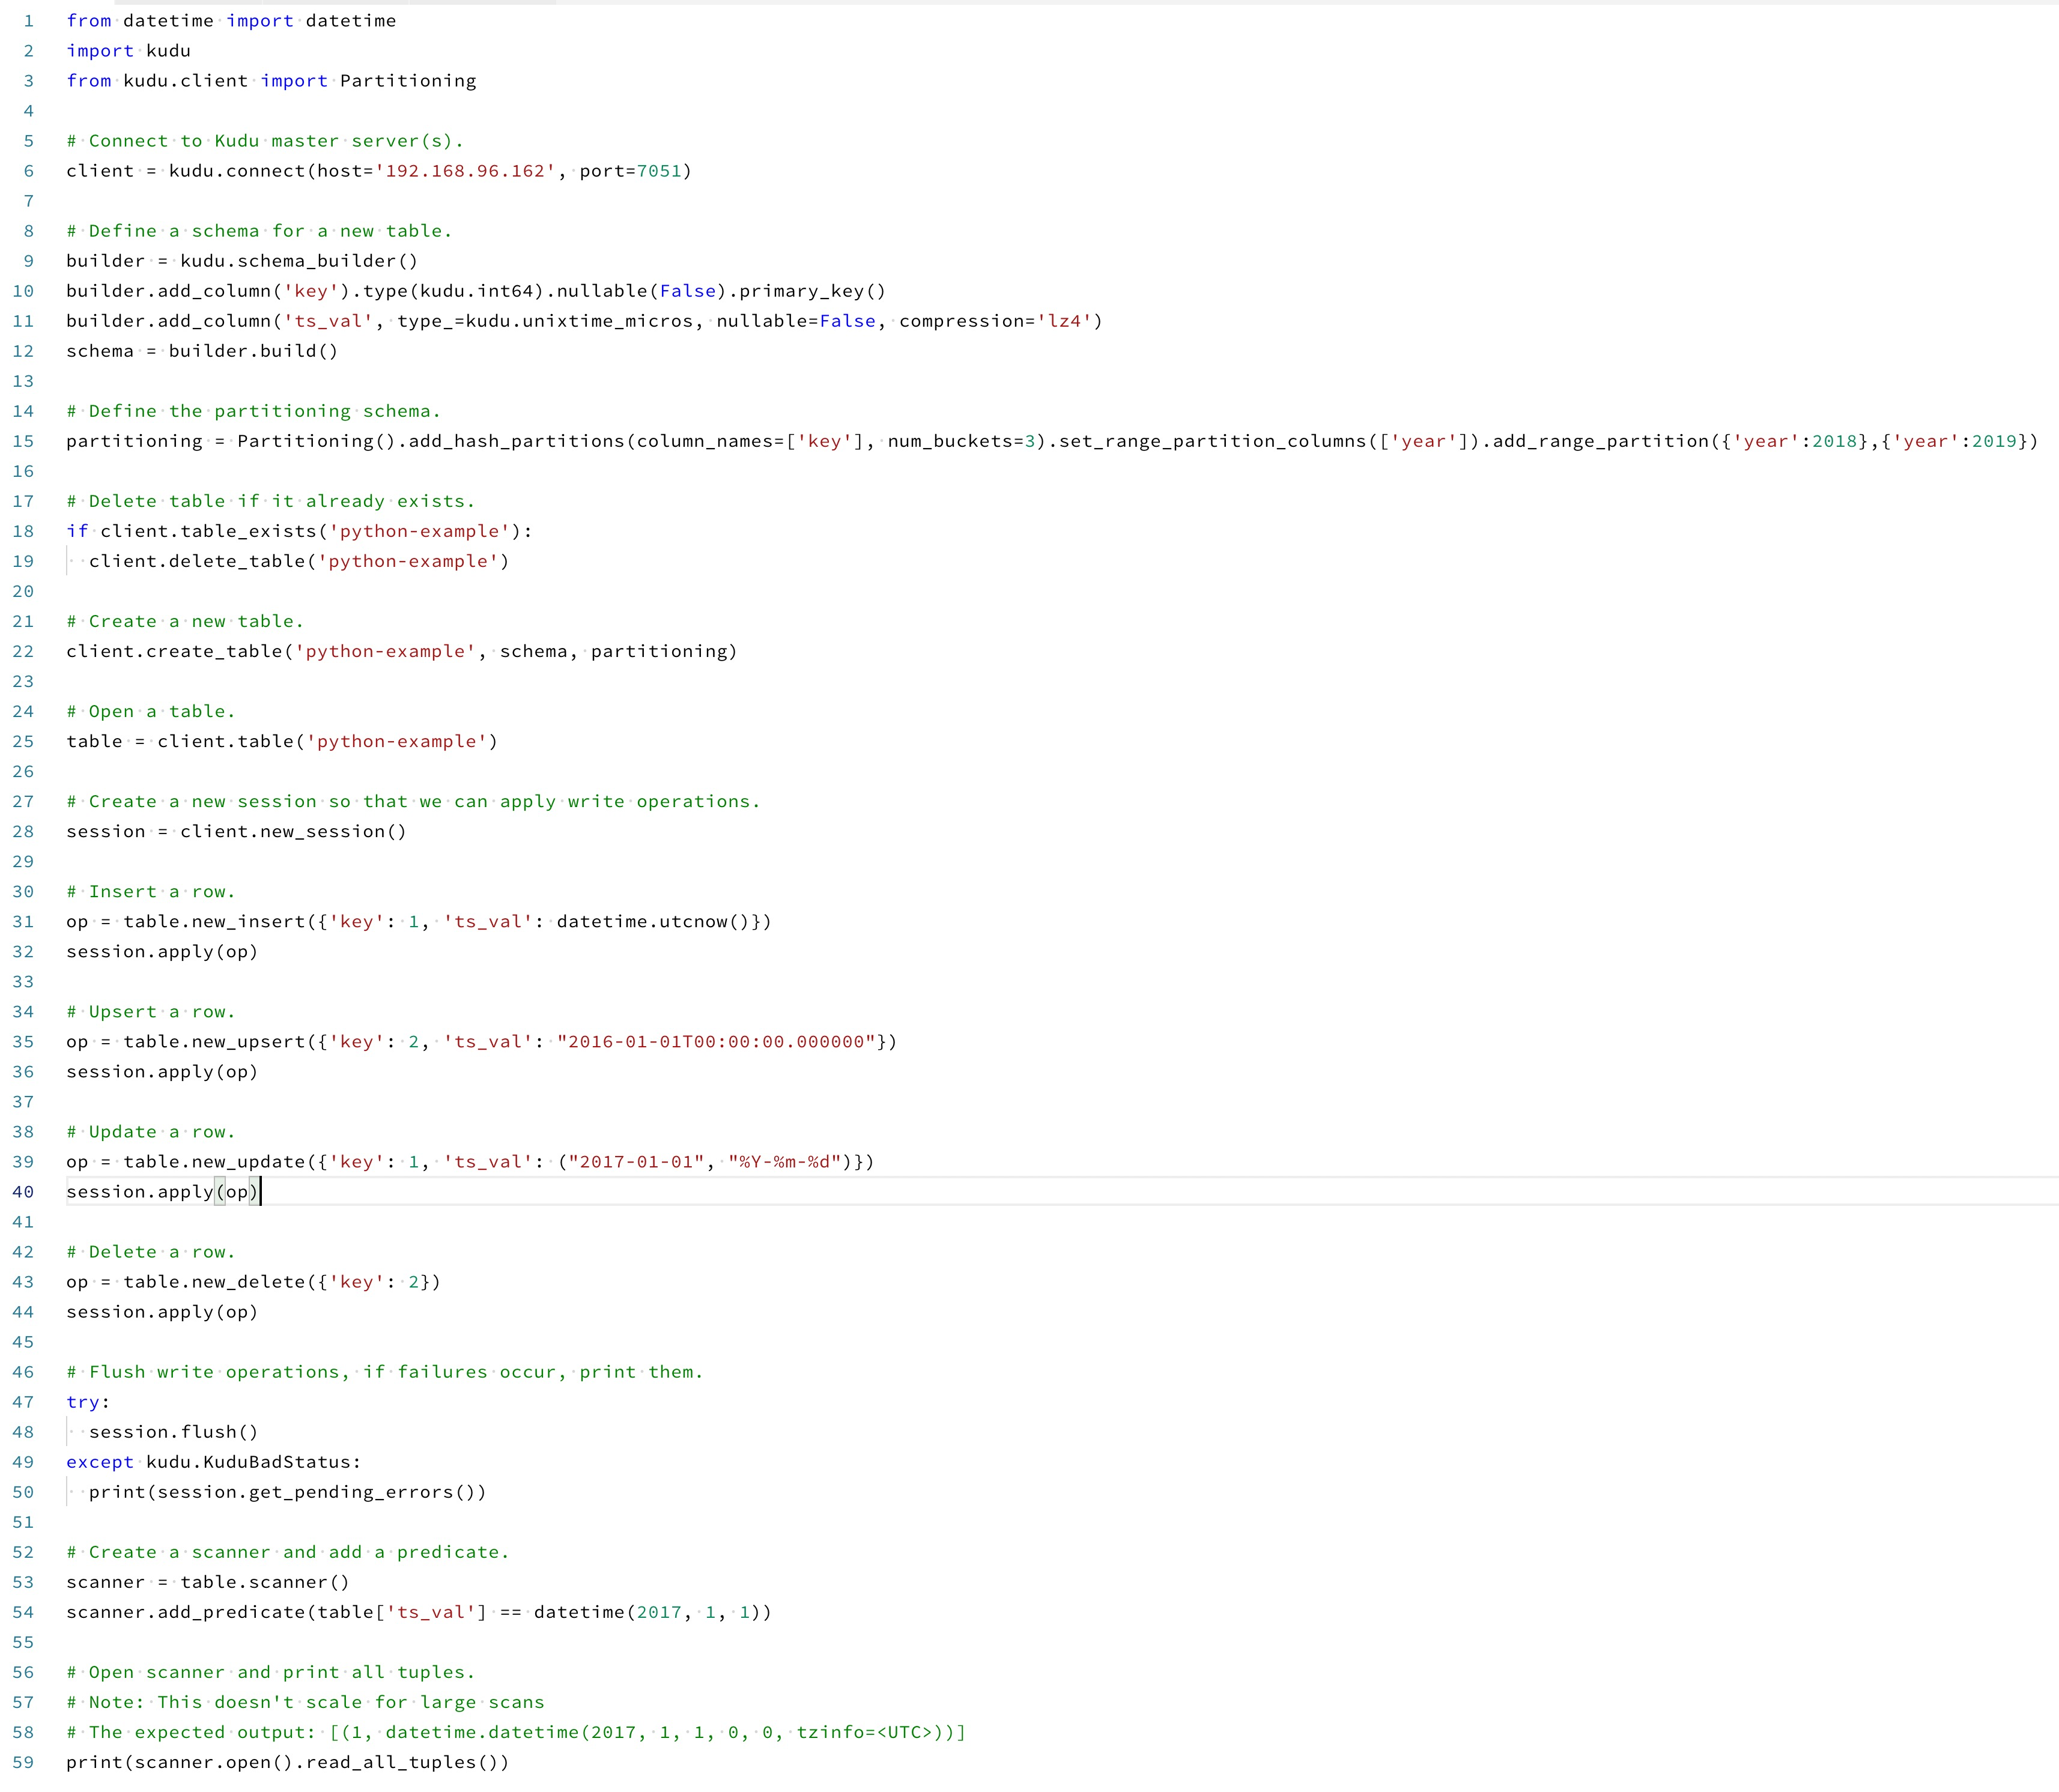 1 from datetime import datetime
2 import kudu
3 from kudu.client import Partitioning
4
5 # Connect to Kudu master server(s).
6 client = kudu.connect(host='192.168.96.162', port=7051)
7
8 # Define a schema for a new table.
9 builder = kudu.schema_builder()
10 builder.add_column('key').type(kudu.int64).nullable(False).primary_key()
11 builder.add_column('ts_val', type_=kudu.unixtime_micros, nullable=False, compression='lz4')
12 schema = builder.build()
13
14 # Define the partitioning schema.
15 partitioning = Partitioning().add_hash_partitions(column_names=['key'], num_buckets=3).set_range_partition_columns(['year']).add_range_partition({'year':2018},{'year':2019})
16
17 # Delete table if it already exists.
18 if client.table_exists('python-example'):
19   client.delete_table('python-example')
20
21 # Create a new table.
22 client.create_table('python-example', schema, partitioning)
23
24 # Open a table.
25 table = client.table('python-example')
26
27 # Create a new session so that we can apply write operations.
28 session = client.new_session()
29
30 # Insert a row.
31 op = table.new_insert({'key': 1, 'ts_val': datetime.utcnow()})
32 session.apply(op)
33
34 # Upsert a row.
35 op = table.new_upsert({'key': 2, 'ts_val': "2016-01-01T00:00:00.000000"})
36 session.apply(op)
37
38 # Update a row.
39 op = table.new_update({'key': 1, 'ts_val': ("2017-01-01", "%Y-%m-%d")})
40 session.apply(op)
41
42 # Delete a row.
43 op = table.new_delete({'key': 2})
44 session.apply(op)
45
46 # Flush write operations, if failures occur, print them.
47 try:
48   session.flush()
49 except kudu.KuduBadStatus:
50   print(session.get_pending_errors())
51
52 # Create a scanner and add a predicate.
53 scanner = table.scanner()
54 scanner.add_predicate(table['ts_val'] == datetime(2017, 1, 1))
55
56 # Open scanner and print all tuples.
57 # Note: This doesn't scale for large scans
58 # The expected output: [(1, datetime.datetime(2017, 1, 1, 0, 0, tzinfo=<UTC>))]
59 print(scanner.open().read_all_tuples())